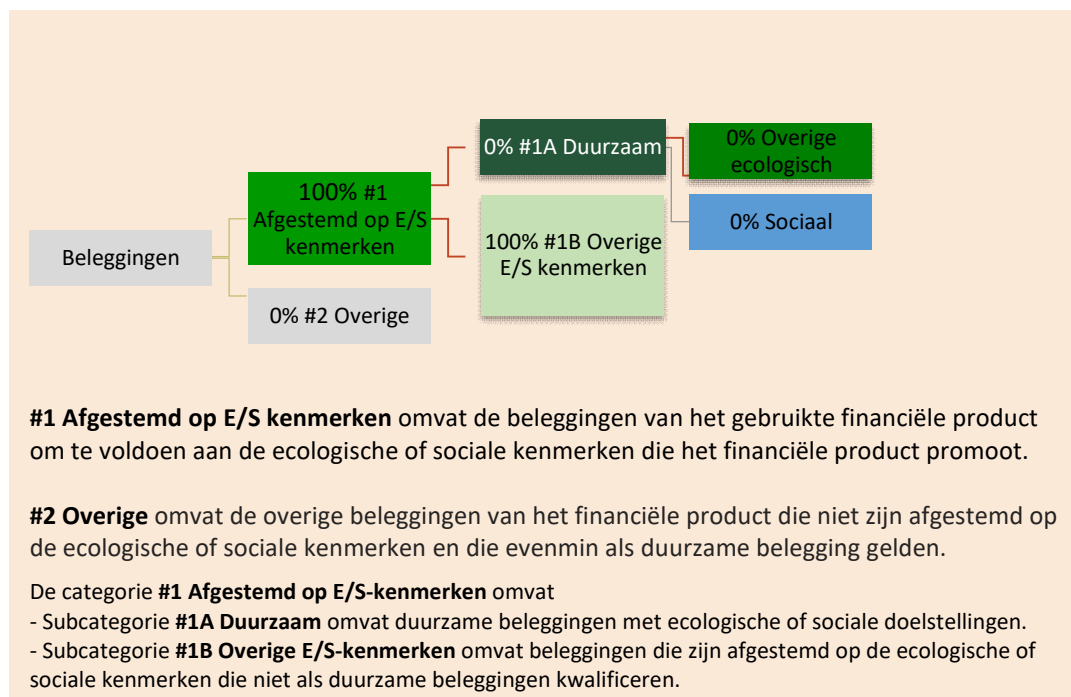 Beleggingen
100% #1
Afgestemd op E/S
kenmerken
0% #2 Overige
0% #1A Duurzaam
100% #1B Overige
E/S kenmerken
0% Overige
ecologisch
0% Sociaal
#1 Afgestemd op E/S kenmerken omvat de beleggingen van het gebruikte financiële product
om te voldoen aan de ecologische of sociale kenmerken die het financiële product promoot.
#2 Overige omvat de overige beleggingen van het financiële product die niet zijn afgestemd op
de ecologische of sociale kenmerken en die evenmin als duurzame belegging gelden.
De categorie #1 Afgestemd op E/S-kenmerken omvat
- Subcategorie #1A Duurzaam omvat duurzame beleggingen met ecologische of sociale doelstellingen.
- Subcategorie #1B Overige E/S-kenmerken omvat beleggingen die zijn afgestemd op de ecologische of
sociale kenmerken die niet als duurzame beleggingen kwalificeren.